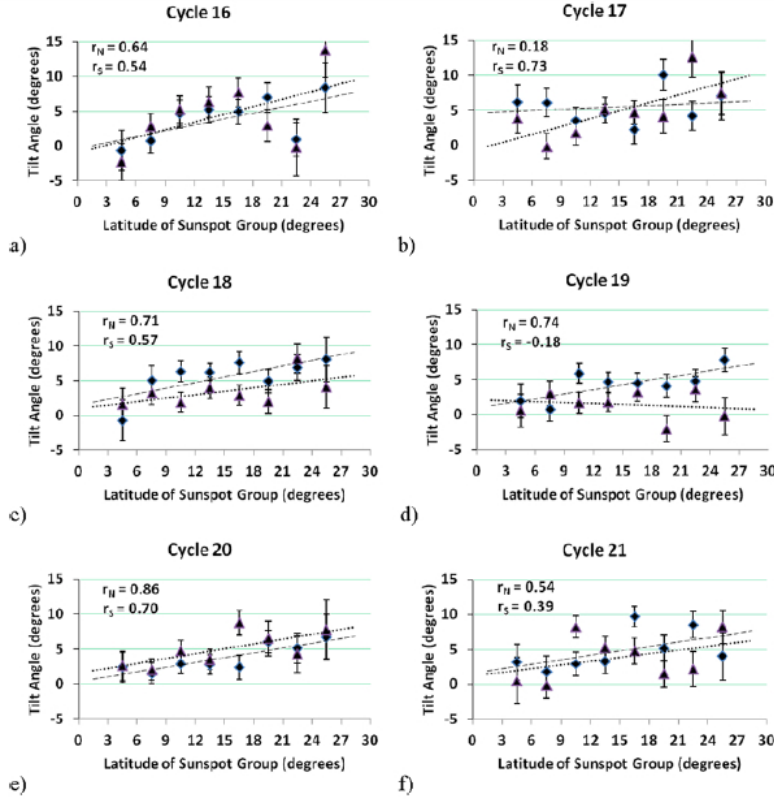 Cycle 16
r_N = 0.64
r_S = 0.54
Tilt Angle (degrees)
15
10
5
0
-5
0 3 6 9 12 15 18 21 24 27 30
Latitude of Sunspot Group (degrees)
a)
Cycle 17
r_N = 0.18
r_S = 0.73
Tilt Angle (degrees)
15
10
5
0
-5
0 3 6 9 12 15 18 21 24 27 30
Latitude of Sunspot Group (degrees)
b)
Cycle 18
r_N = 0.71
r_S = 0.57
Tilt Angle (degrees)
15
10
5
0
-5
0 3 6 9 12 15 18 21 24 27 30
Latitude of Sunspot Group (degrees)
c)
Cycle 19
r_N = 0.74
r_S = -0.18
Tilt Angle (degrees)
15
10
5
0
-5
0 3 6 9 12 15 18 21 24 27 30
Latitude of Sunspot Group (degrees)
d)
Cycle 20
r_N = 0.86
r_S = 0.70
Tilt Angle (degrees)
15
10
5
0
-5
0 3 6 9 12 15 18 21 24 27 30
Latitude of Sunspot Group (degrees)
e)
Cycle 21
r_N = 0.54
r_S = 0.39
Tilt Angle (degrees)
15
10
5
0
-5
0 3 6 9 12 15 18 21 24 27 30
Latitude of Sunspot Group (degrees)
f)